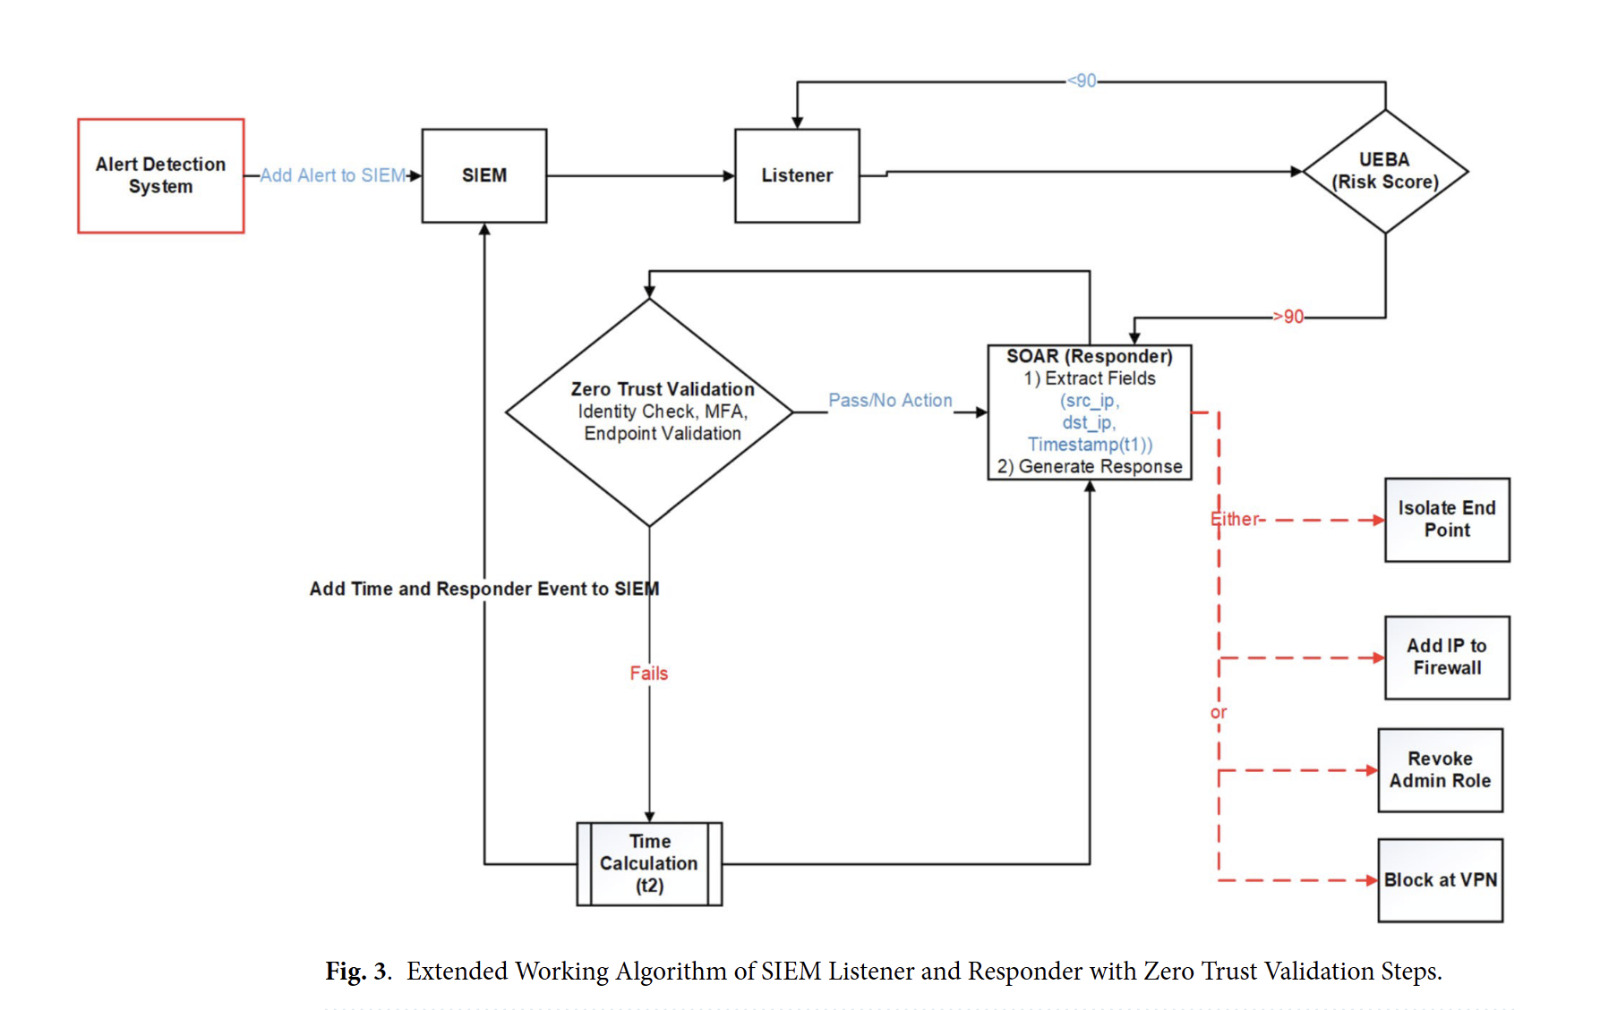 <90
Alert Detection
System
Add Alert to SIEM
SIEM
Listener
UEBA
(Risk Score)
>90
Zero Trust Validation
Identity Check, MFA,
Endpoint Validation
Pass/No Action
SOAR (Responder)
1) Extract Fields
(src_ip,
dst_ip,
Timestamp(t1))
2) Generate Response
Either
Isolate End
Point
Add Time and Responder Event to SIEM
Fails
Add IP to
Firewall
or
Revoke
Admin Role
Time
Calculation
(t2)
Block at VPN
Fig. 3. Extended Working Algorithm of SIEM Listener and Responder with Zero Trust Validation Steps.